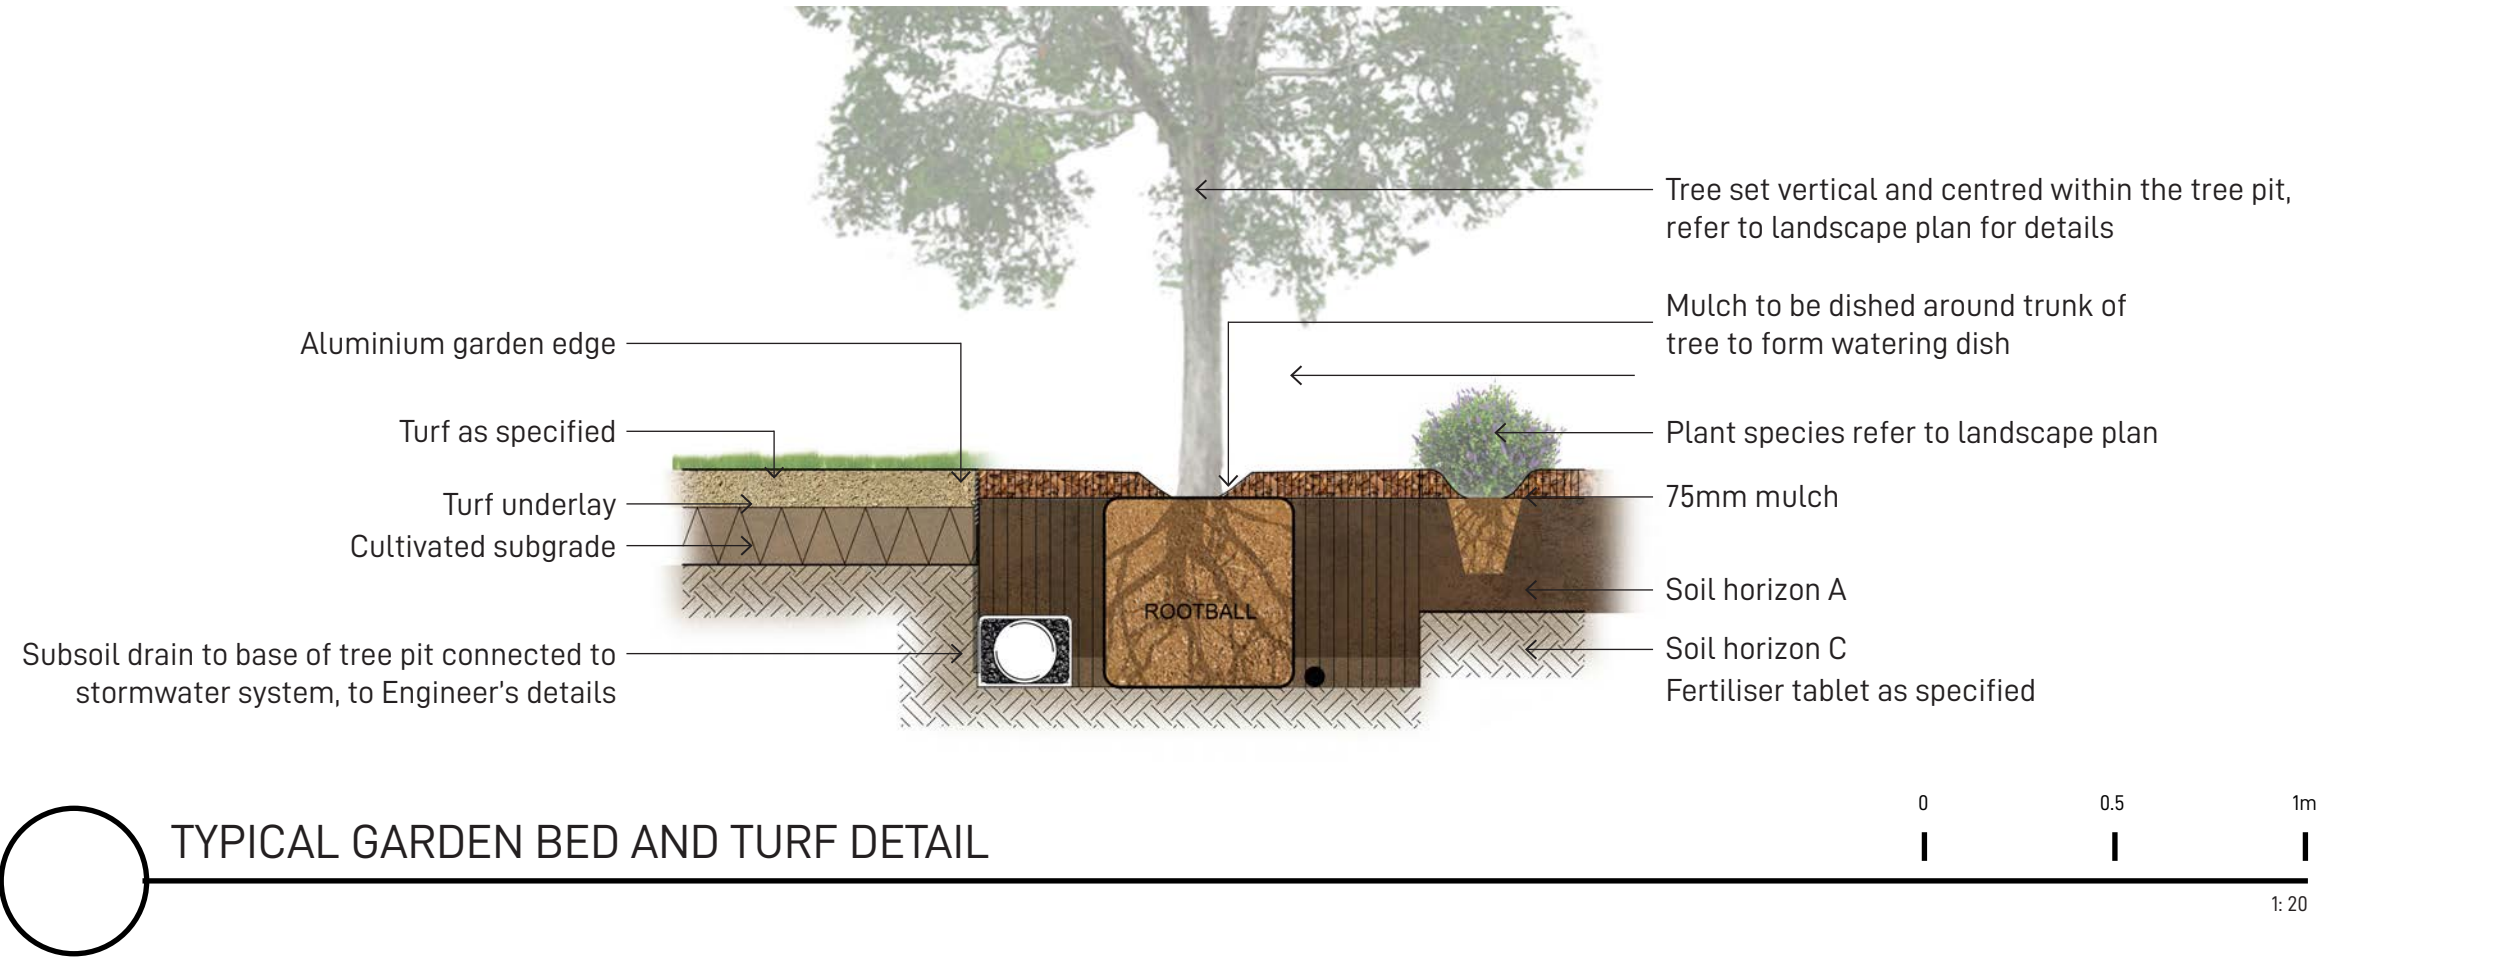 Tree set vertical and centred within the tree pit,
refer to landscape plan for details
Mulch to be dished around trunk of
tree to form watering dish
Aluminium garden edge
Turf as specified
Plant species refer to landscape plan
Turf underlay
75mm mulch
Cultivated subgrade
Soil horizon A
ROOTBALL
Subsoil drain to base of tree pit connected to
stormwater system, to Engineer's details
Soil horizon C
Fertiliser tablet as specified
TYPICAL GARDEN BED AND TURF DETAIL
0 0.5 1m
1: 20